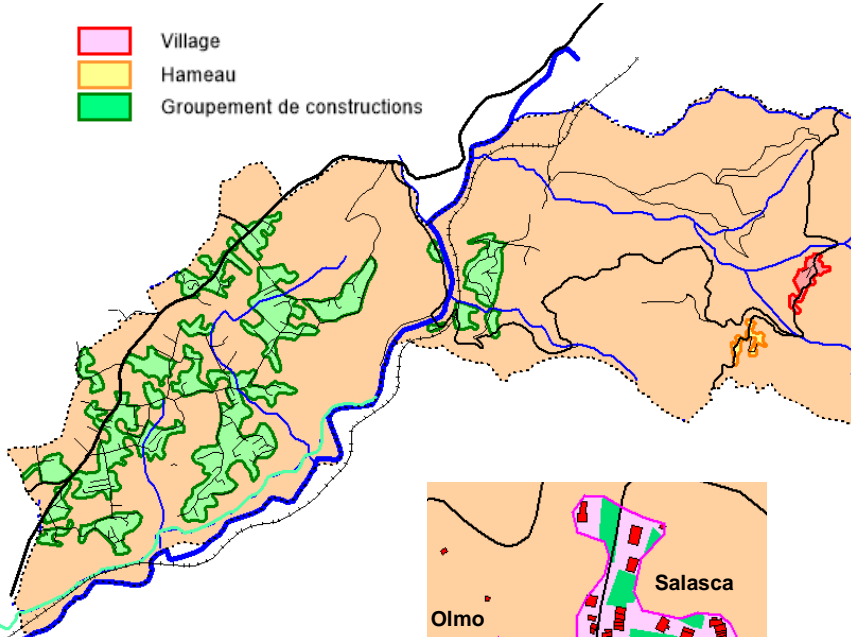 Village
Hameau
Groupement de constructions
Salasca
Olmo